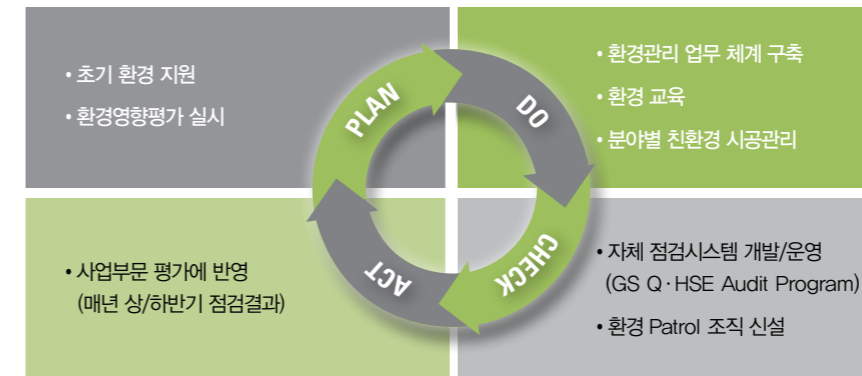 • 초기 환경 지원
• 환경영향평가 실시
PLAN
DO
• 환경관리 업무 체계 구축
• 환경 교육
• 분야별 친환경 시공관리
• 사업부문 평가에 반영
(매년 상/하반기 점검결과)
ACT
CHECK
• 자체 점검시스템 개발/운영
(GS Q·HSE Audit Program)
• 환경 Patrol 조직 신설